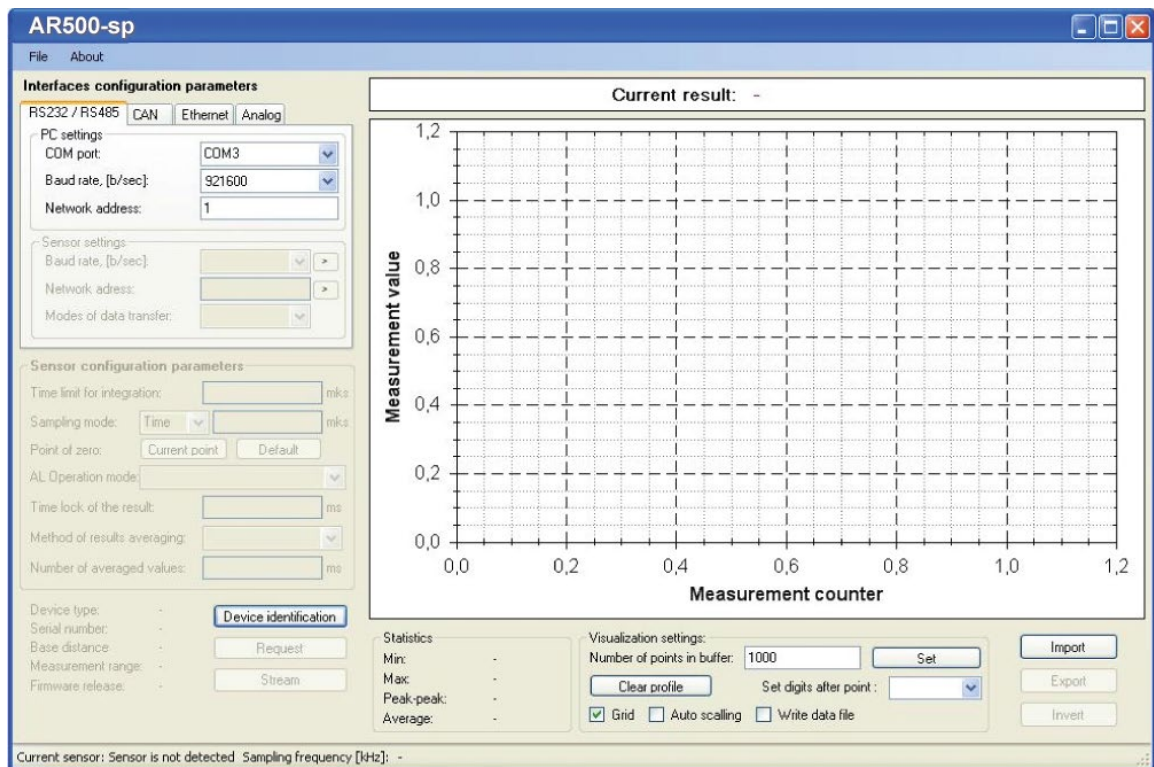 AR500-sp
File About
Interfaces configuration parameters
RS232 / RS485 CAN Ethernet Analog
PC settings
COM port: COM3
Baud rate, [b/sec]: 921600
Network address: 1
Sensor settings
Baud rate, [b/sec]: >
Network adress: >
Modes of data transfer:
Sensor configuration parameters
Time limit for integration: mks
Sampling mode: Time mks
Point of zero: Current point Default
AL Operation mode:
Time lock of the result: ms
Method of results averaging:
Number of averaged values: ms
Device type: -
Serial number: -
Base distance -
Measurement range: -
Firmware release: -
Device identification
Request
Stream
Current result: -
Measurement value
1,2
1,0
0,8
0,6
0,4
0,2
0,0
0,0 0,2 0,4 0,6 0,8 1,0 1,2
Measurement counter
Statistics
Min: -
Max: -
Peak-peak: -
Average: -
Visualization settings:
Number of points in buffer: 1000 Set
Clear profile Set digits after point :
Grid Auto scalling Write data file
Import
Export
Invert
Current sensor: Sensor is not detected Sampling frequency [kHz]: -